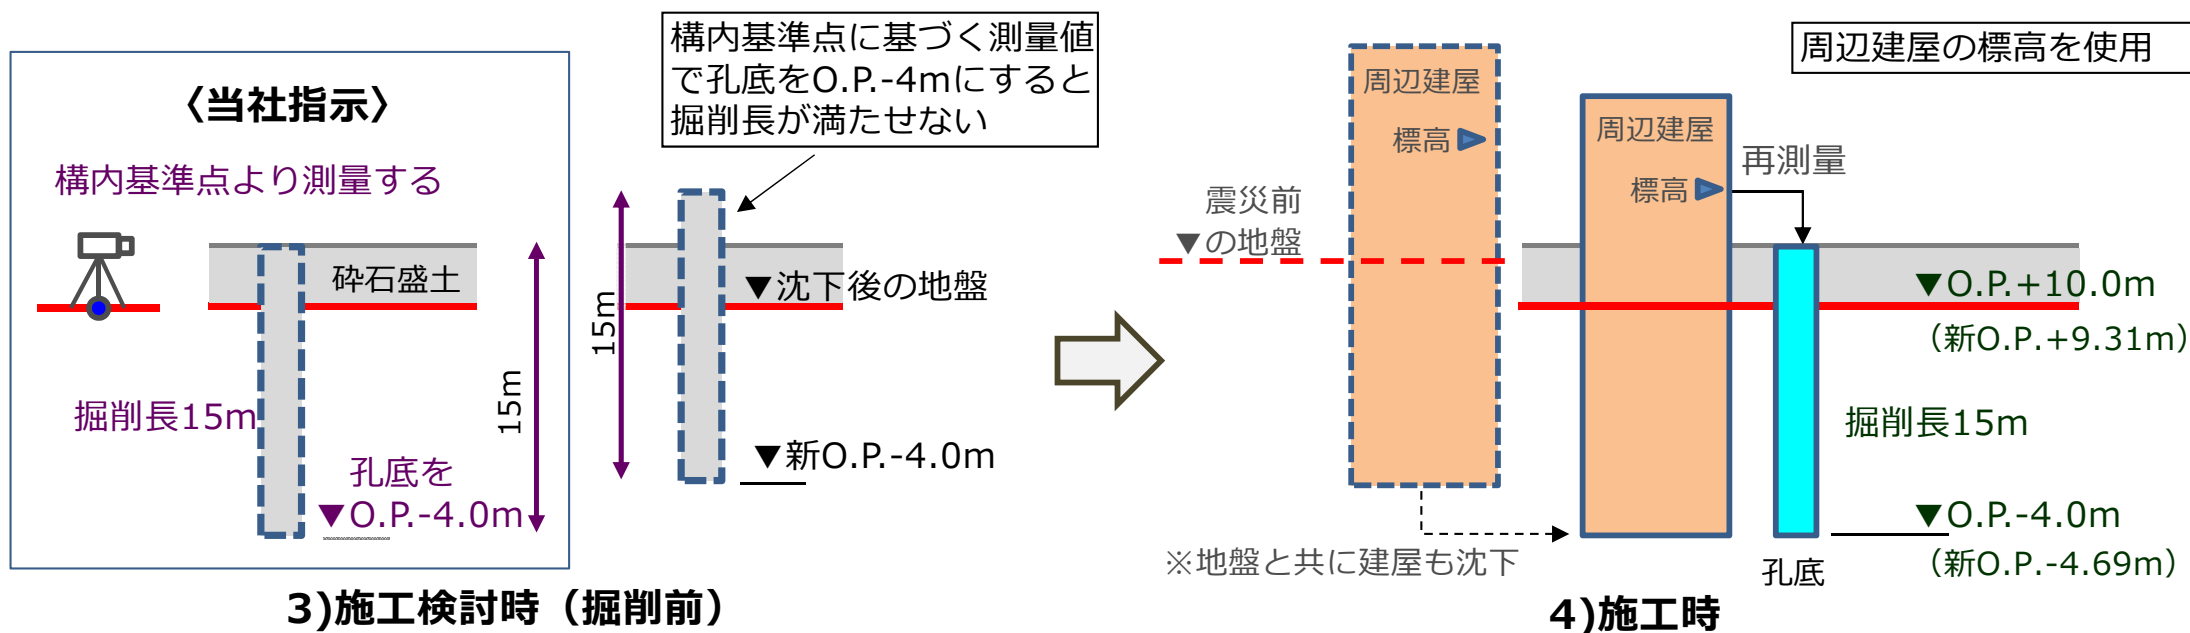 〈当社指示〉
構内基準点より測量する
砕石盛土
掘削長15m
15m
孔底を
▼O.P.-4.0m
構内基準点に基づく測量値
で孔底をO.P.-4mにすると
掘削長が満たせない
15m
▼沈下後の地盤
▼新O.P.-4.0m
3)施工検討時（掘削前）
周辺建屋の標高を使用
周辺建屋
標高
震災前
▼の地盤
周辺建屋
標高
再測量
▼O.P.+10.0m
（新O.P.+9.31m）
掘削長15m
▼O.P.-4.0m
（新O.P.-4.69m）
孔底
※地盤と共に建屋も沈下
4)施工時